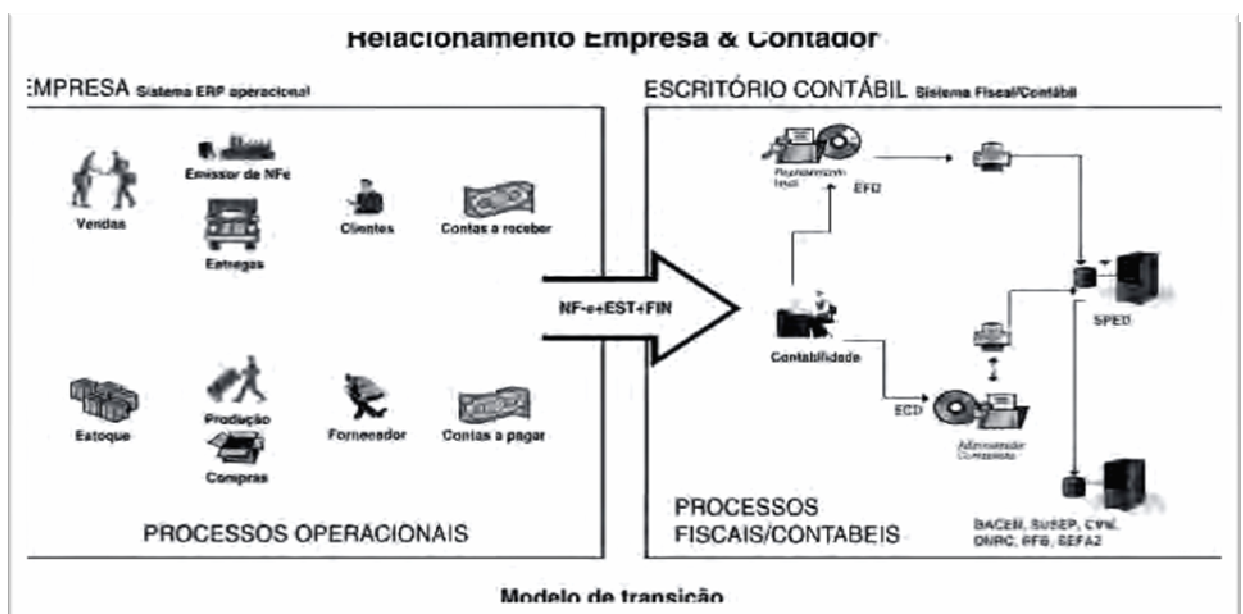 Relacionamento Empresa & Contador
EMPRESA Sistema ERP operacional
Vendas
Emissor de NFe
Entregas
Clientes
Contas a receber
NF-e+EST+FIN
Estoque
Produção
Compras
Fornecedor
Contas a pagar
PROCESSOS OPERACIONAIS
ESCRITÓRIO CONTÁBIL Sistema Fiscal/Contábil
EFD
SPED
Contabilidade
ECD
PROCESSOS
FISCAIS/CONTABEIS
BACEN, SUSEP, CVM,
DNRC, RFB, SEFAZ
Modelo de transição